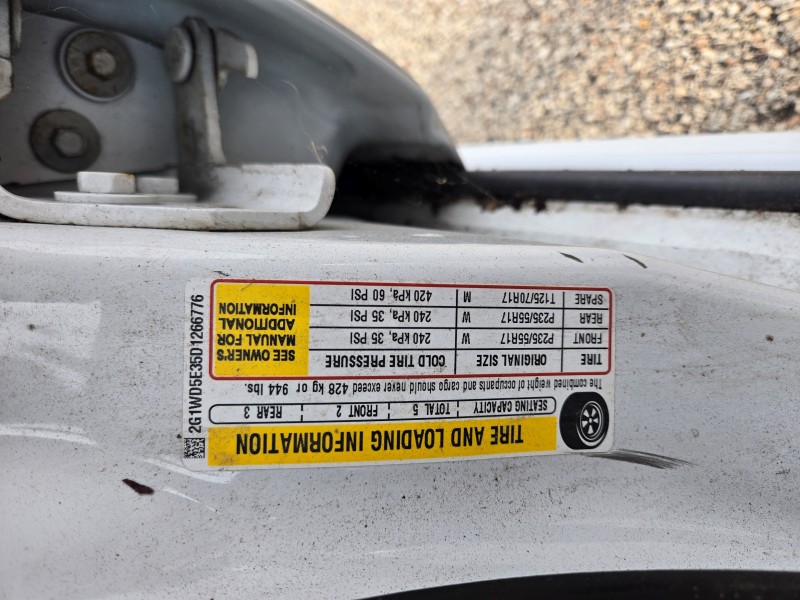 TIRE AND LOADING INFORMATION
SEATING CAPACITY TOTAL 5 FRONT 2 REAR 3
The combined weight of occupants and cargo should never exceed 428 kg or 944 lbs.
TIRE ORIGINAL SIZE COLD TIRE PRESSURE
FRONT P235/55R17 W 240 kPa, 35 PSI
REAR P235/55R17 W 240 kPa, 35 PSI
SPARE T125/70R17 M 420 kPa, 60 PSI
SEE OWNER'S
MANUAL FOR
ADDITIONAL
INFORMATION
2G1WD5E35D1266776